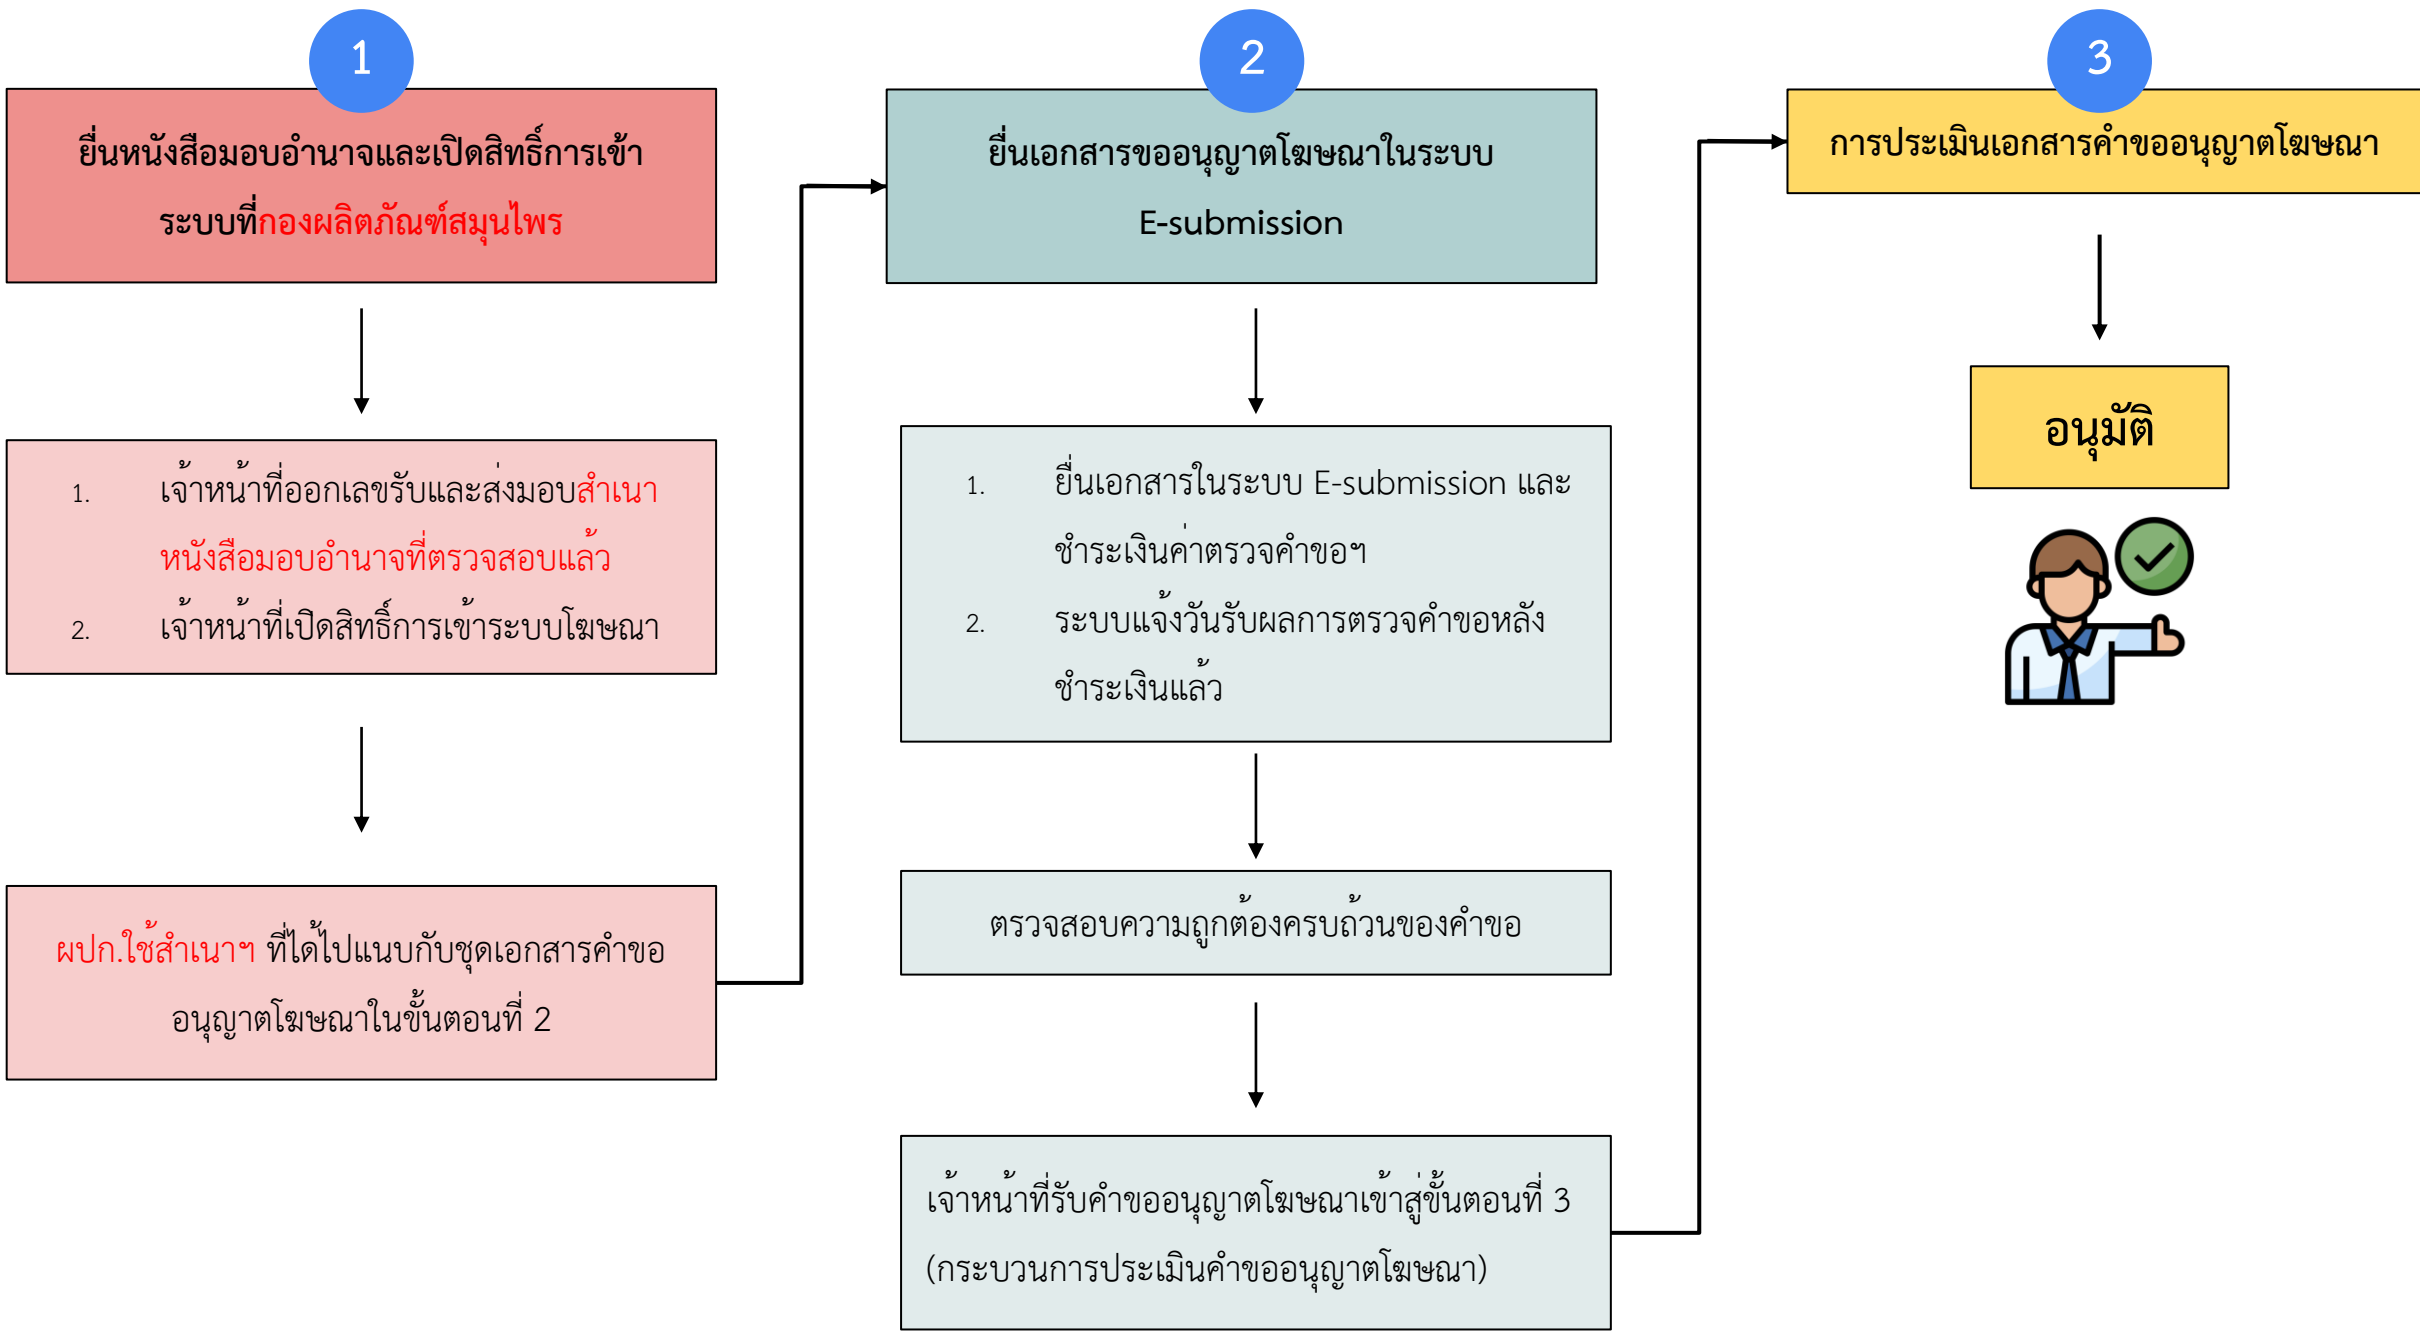 1
ยื่นหนังสือมอบอำนาจและเปิดสิทธิ์การเข้า
ระบบที่กองผลิตภัณฑ์สมุนไพร
1. เจ้าหน้าที่ออกเลขรับและส่งมอบสำเนา
หนังสือมอบอำนาจที่ตรวจสอบแล้ว
2. เจ้าหน้าที่เปิดสิทธิ์การเข้าระบบโฆษณา
ผปก.ใช้สำเนาฯ ที่ได้ไปแนบกับชุดเอกสารคำขอ
อนุญาตโฆษณาในขั้นตอนที่ 2
2
ยื่นเอกสารขออนุญาตโฆษณาในระบบ
E-submission
1. ยื่นเอกสารในระบบ E-submission และ
ชำระเงินค่าตรวจคำขอฯ
2. ระบบแจ้งวันรับผลการตรวจคำขอหลัง
ชำระเงินแล้ว
ตรวจสอบความถูกต้องครบถ้วนของคำขอ
เจ้าหน้าที่รับคำขออนุญาตโฆษณาเข้าสู่ขั้นตอนที่ 3
(กระบวนการประเมินคำขออนุญาตโฆษณา)
3
การประเมินเอกสารคำขออนุญาตโฆษณา
อนุมัติ